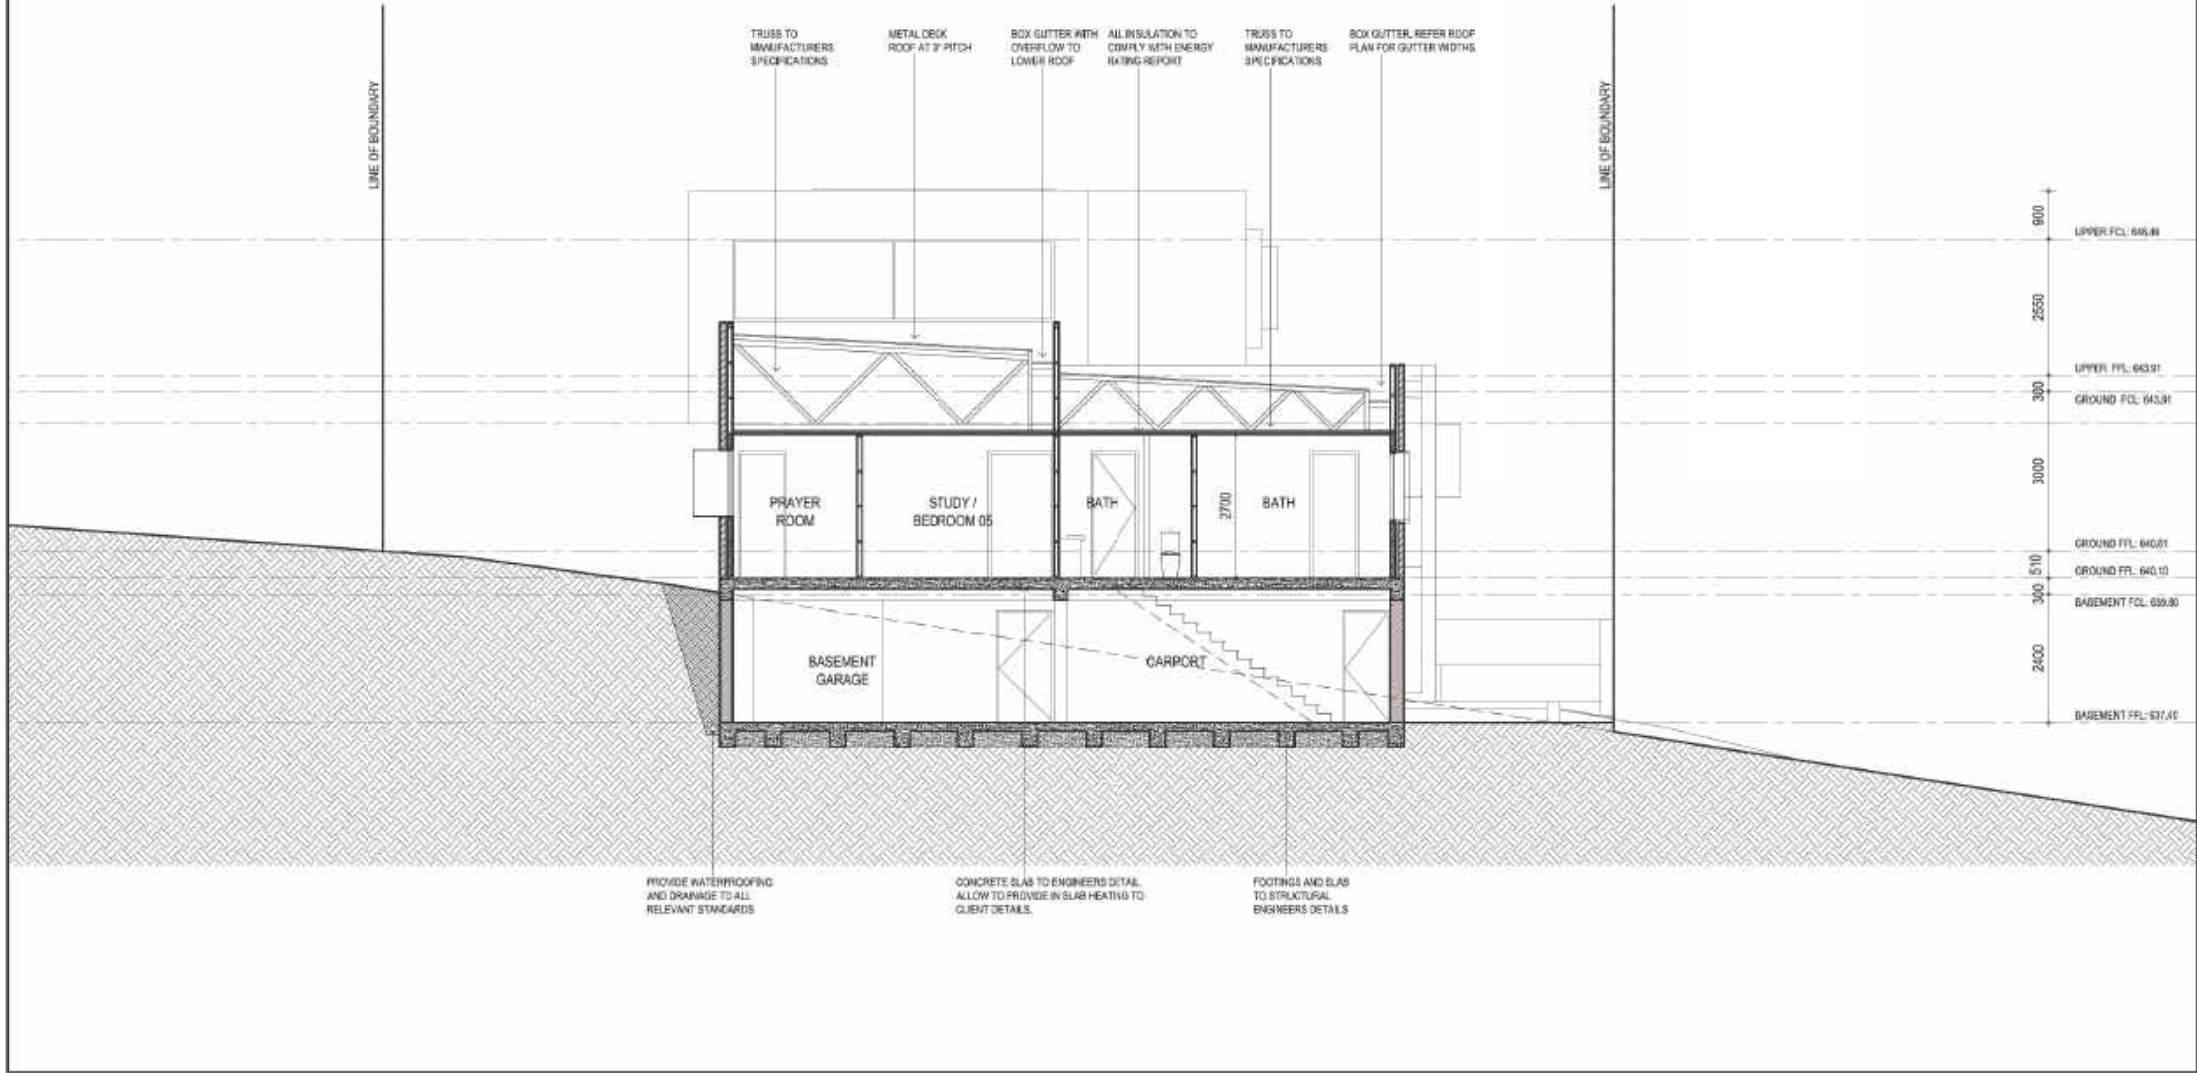 TRUSS TO
MANUFACTURERS
SPECIFICATIONS
METAL DECK
ROOF AT 3° PITCH
BOX GUTTER WITH
OVERFLOW TO
LOWER ROOF
ALL INSULATION TO
COMPLY WITH ENERGY
RATING REPORT
TRUSS TO
MANUFACTURERS
SPECIFICATIONS
BOX GUTTER, REFER ROOF
PLAN FOR GUTTER WIDTHS.
LINE OF BOUNDARY
LINE OF BOUNDARY
900
UPPER FCL:
2550
UPPER FFL: 643.91
300
GROUND FCL:
3000
GROUND FFL: 640.61
510
GROUND FFL: 640.10
300
BASEMENT FCL: 639.80
2400
BASEMENT FFL: 637.40
PRAYER
ROOM
STUDY /
BEDROOM 05
BATH
2700
BATH
BASEMENT
GARAGE
CARPORT
PROVIDE WATERPROOFING
AND DRAINAGE TO ALL
RELEVANT STANDARDS
CONCRETE SLAB TO ENGINEERS DETAIL.
ALLOW TO PROVIDE IN SLAB HEATING TO
CLIENT DETAILS.
FOOTINGS AND SLAB
TO STRUCTURAL
ENGINEERS DETAILS